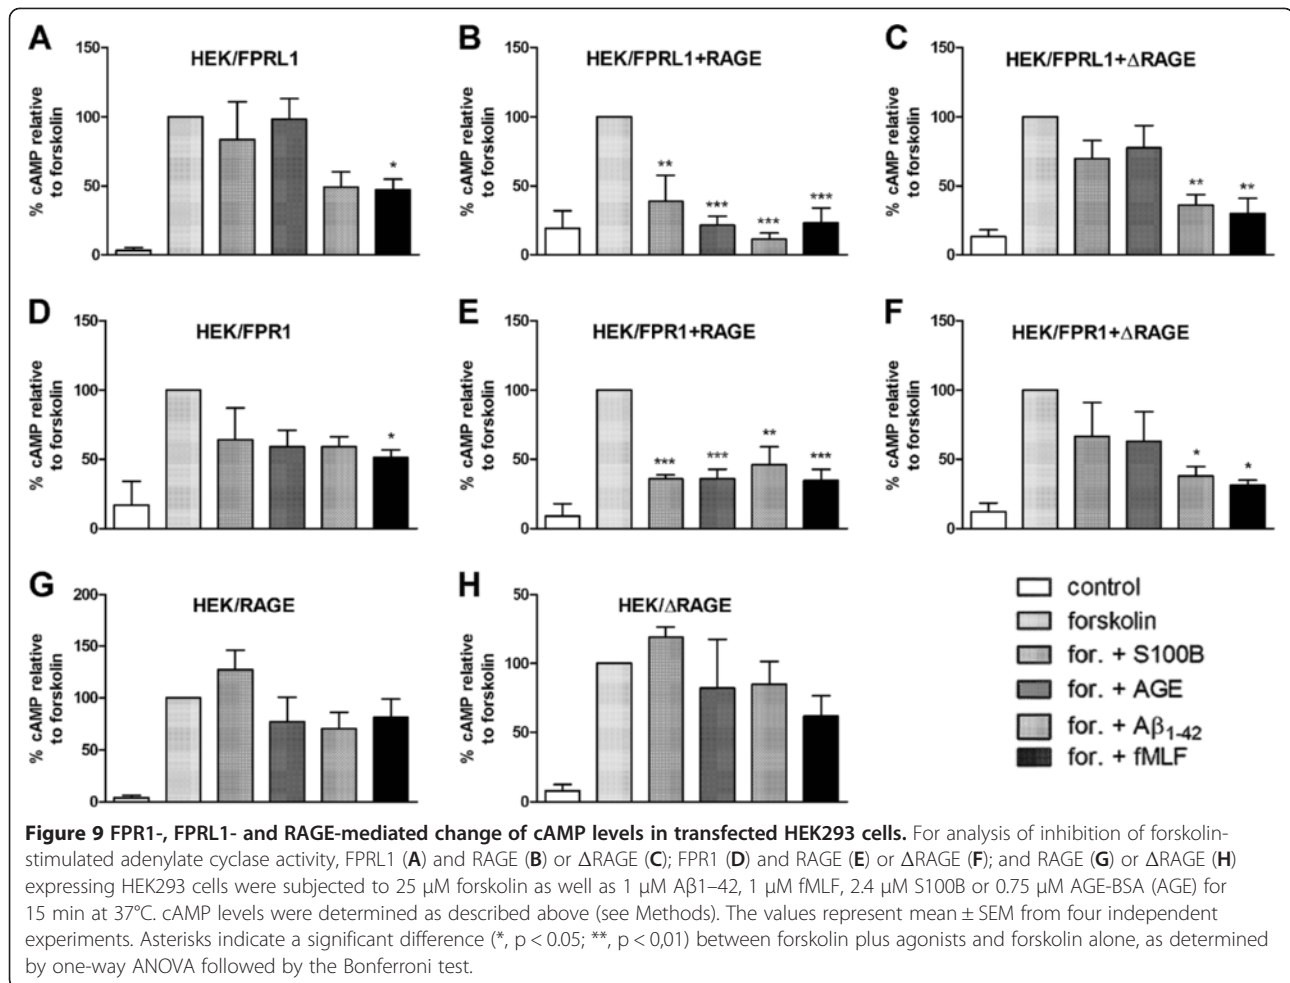 A
HEK/FPRL1
% cAMP relative
to forskolin
150
100
50
0
*
B
HEK/FPRL1+RAGE
% cAMP relative
to forskolin
150
100
50
0
**
***
***
***
C
HEK/FPRL1+ΔRAGE
% cAMP relative
to forskolin
150
100
50
0
**
**
D
HEK/FPR1
% cAMP relative
to forskolin
150
100
50
0
*
E
HEK/FPR1+RAGE
% cAMP relative
to forskolin
150
100
50
0
***
***
**
***
F
HEK/FPR1+ΔRAGE
% cAMP relative
to forskolin
150
100
50
0
*
*
G
HEK/RAGE
% cAMP relative
to forskolin
200
150
100
50
0
H
HEK/ΔRAGE
% cAMP relative
to forskolin
50
100
50
0
control
forskolin
for. + S100B
for. + AGE
for. + Aβ1-42
for. + fMLF
Figure 9 FPR1-, FPRL1- and RAGE-mediated change of cAMP levels in transfected HEK293 cells. For analysis of inhibition of forskolin-
stimulated adenylate cyclase activity, FPRL1 (A) and RAGE (B) or ΔRAGE (C); FPR1 (D) and RAGE (E) or ΔRAGE (F); and RAGE (G) or ΔRAGE (H)
expressing HEK293 cells were subjected to 25 μM forskolin as well as 1 μM Aβ1–42, 1 μM fMLF, 2.4 μM S100B or 0.75 μM AGE-BSA (AGE) for
15 min at 37°C. cAMP levels were determined as described above (see Methods). The values represent mean ± SEM from four independent
experiments. Asterisks indicate a significant difference (*, p < 0.05; **, p < 0,01) between forskolin plus agonists and forskolin alone, as determined
by one-way ANOVA followed by the Bonferroni test.